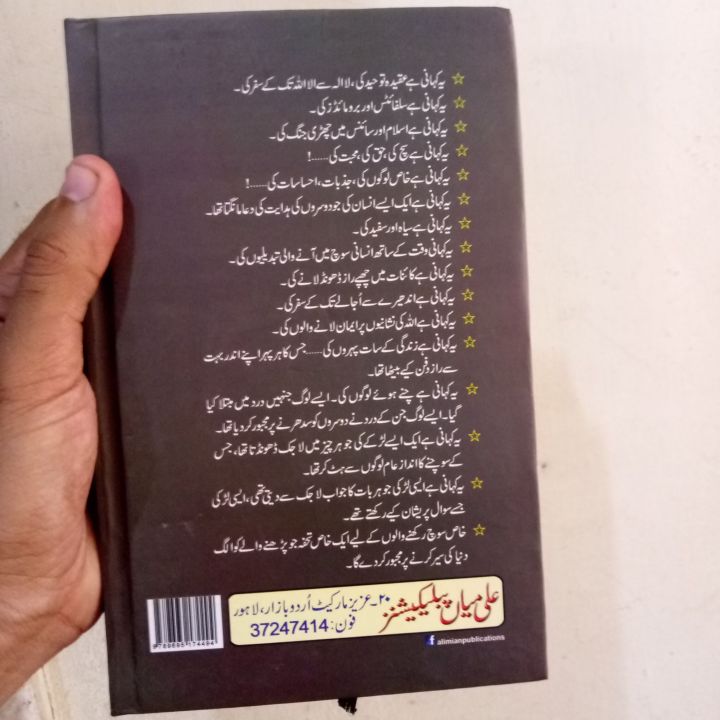 ☆ یہ کہانی ہے عقیدہ توحید کی، لا الہ سے الا اللہ تک کے سفر کی۔
☆ یہ کہانی ہے سلفائٹس اور برومائڈز کی۔
☆ یہ کہانی ہے اسلام اور سائنس میں چھڑی جنگ کی۔
☆ یہ کہانی ہے سچ کی، حق کی، محبت کی......!
☆ یہ کہانی ہے خاص لوگوں کی، جذبات، احساسات کی......!
☆ یہ کہانی ہے ایک ایسے انسان کی جو دوسروں کی ہدایت کی دعا مانگتا تھا۔
☆ یہ کہانی ہے سیاہ اور سفید کی۔
☆ یہ کہانی وقت کے ساتھ انسانی سوچ میں آنے والی تبدیلیوں کی۔
☆ یہ کہانی ہے کائنات میں چھپے راز ڈھونڈ لانے کی۔
☆ یہ کہانی ہے اندھیرے سے اُجالے تک کے سفر کی۔
☆ یہ کہانی ہے اللہ کی نشانیوں پر ایمان لانے والوں کی۔
☆ یہ کہانی ہے زندگی کے سات پہروں کی...... جس کا ہر پہر اپنے اندر بہت
سے راز دفن کیے بیٹھا تھا۔
☆ یہ کہانی ہے چنے ہوئے لوگوں کی۔ ایسے لوگ جنہیں درد میں مبتلا کیا
گیا۔ ایسے لوگ جن کے درد نے دوسروں کو سدھرنے پر مجبور کر دیا تھا۔
☆ یہ کہانی ہے ایک ایسے لڑکے کی جو ہر چیز میں لاجک ڈھونڈتا تھا، جس
کے سوچنے کا انداز عام لوگوں سے ہٹ کر تھا۔
☆ یہ کہانی ہے ایسی لڑکی جو ہر بات کا جواب لاجک سے دیتی تھی، ایسی لڑکی
جسے سوال پریشان کیے رکھتے تھے۔
☆ خاص سوچ رکھنے والوں کے لیے ایک خاص تحفہ جو پڑھنے والے کو الگ
دنیا کی سیر کرنے پر مجبور کر دے گا۔
علی میاں پبلیکیشنز
۲۰۔ عزیز مارکیٹ اُردو بازار، لاہور
فون: 37247414
9789695174494
f alimianpublications